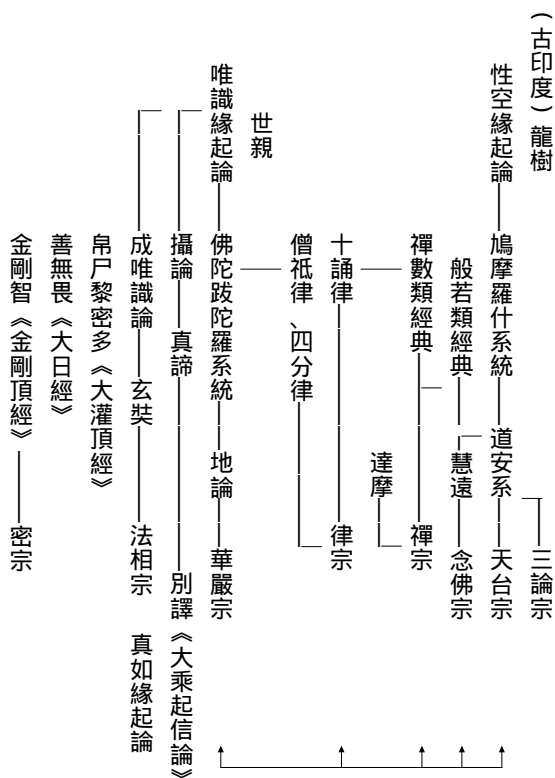 （古印度）龍樹
三論宗
性空緣起論 鳩摩羅什系統 道安系 天台宗
般若類經典 慧遠 念佛宗
禪數類經典 禪宗
達摩
十誦律 律宗
僧祗律、四分律
世親
唯識緣起論 佛陀跋陀羅系統 地論 華嚴宗
攝論 真諦 別譯《大乘起信論》
成唯識論 玄奘 法相宗 真如緣起論
帛尸黎密多《大灌頂經》
善無畏《大日經》
金剛智《金剛頂經》 密宗